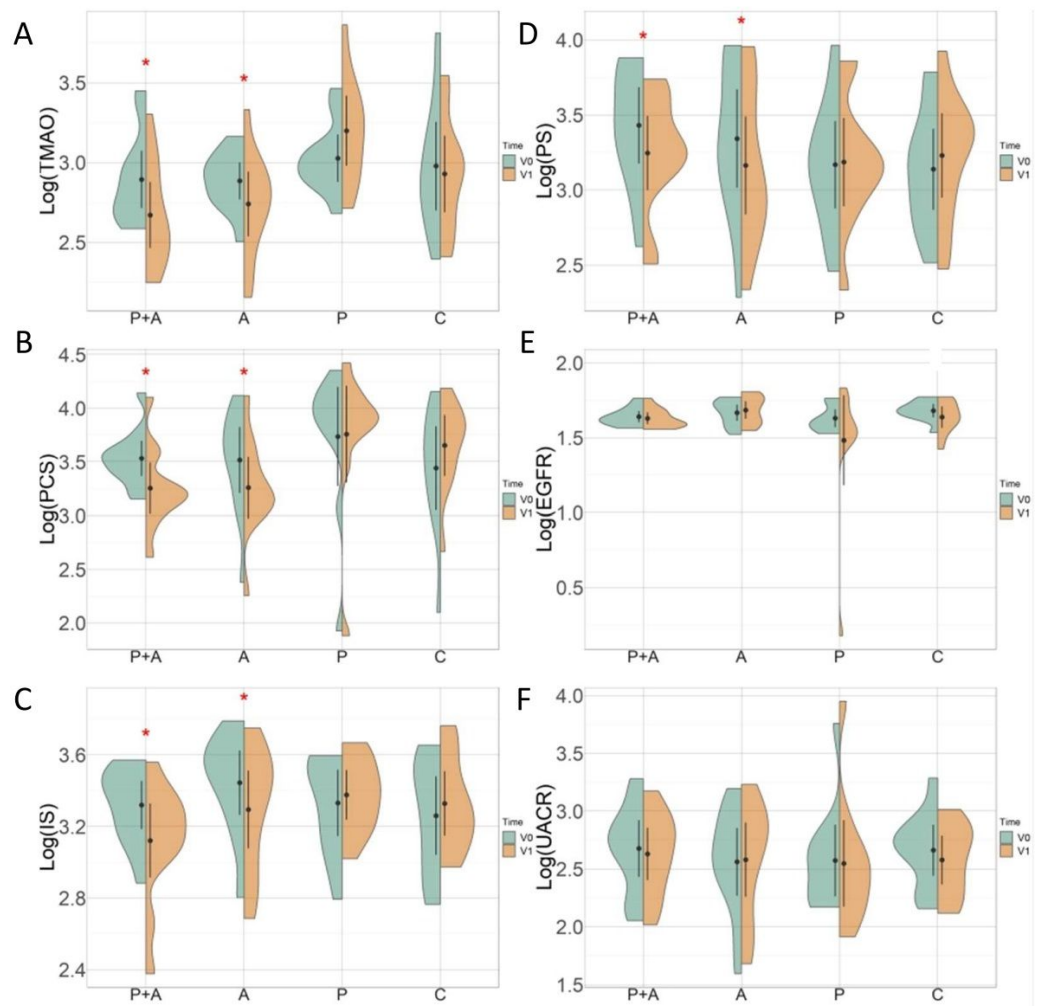 A
Log(TMAO)
3.5
3.0
2.5
*
*
P+A A P C
Time
V0
V1
D
Log(PS)
4.0
3.5
3.0
2.5
*
*
P+A A P C
Time
V0
V1
B
Log(PCS)
4.5
4.0
3.5
3.0
2.5
2.0
*
*
P+A A P C
Time
V0
V1
E
Log(EGFR)
2.0
1.5
1.0
0.5
P+A A P C
Time
V0
V1
C
Log(IS)
3.6
3.2
2.8
2.4
*
*
P+A A P C
Time
V0
V1
F
Log(UACR)
4.0
3.5
3.0
2.5
2.0
1.5
P+A A P C
Time
V0
V1